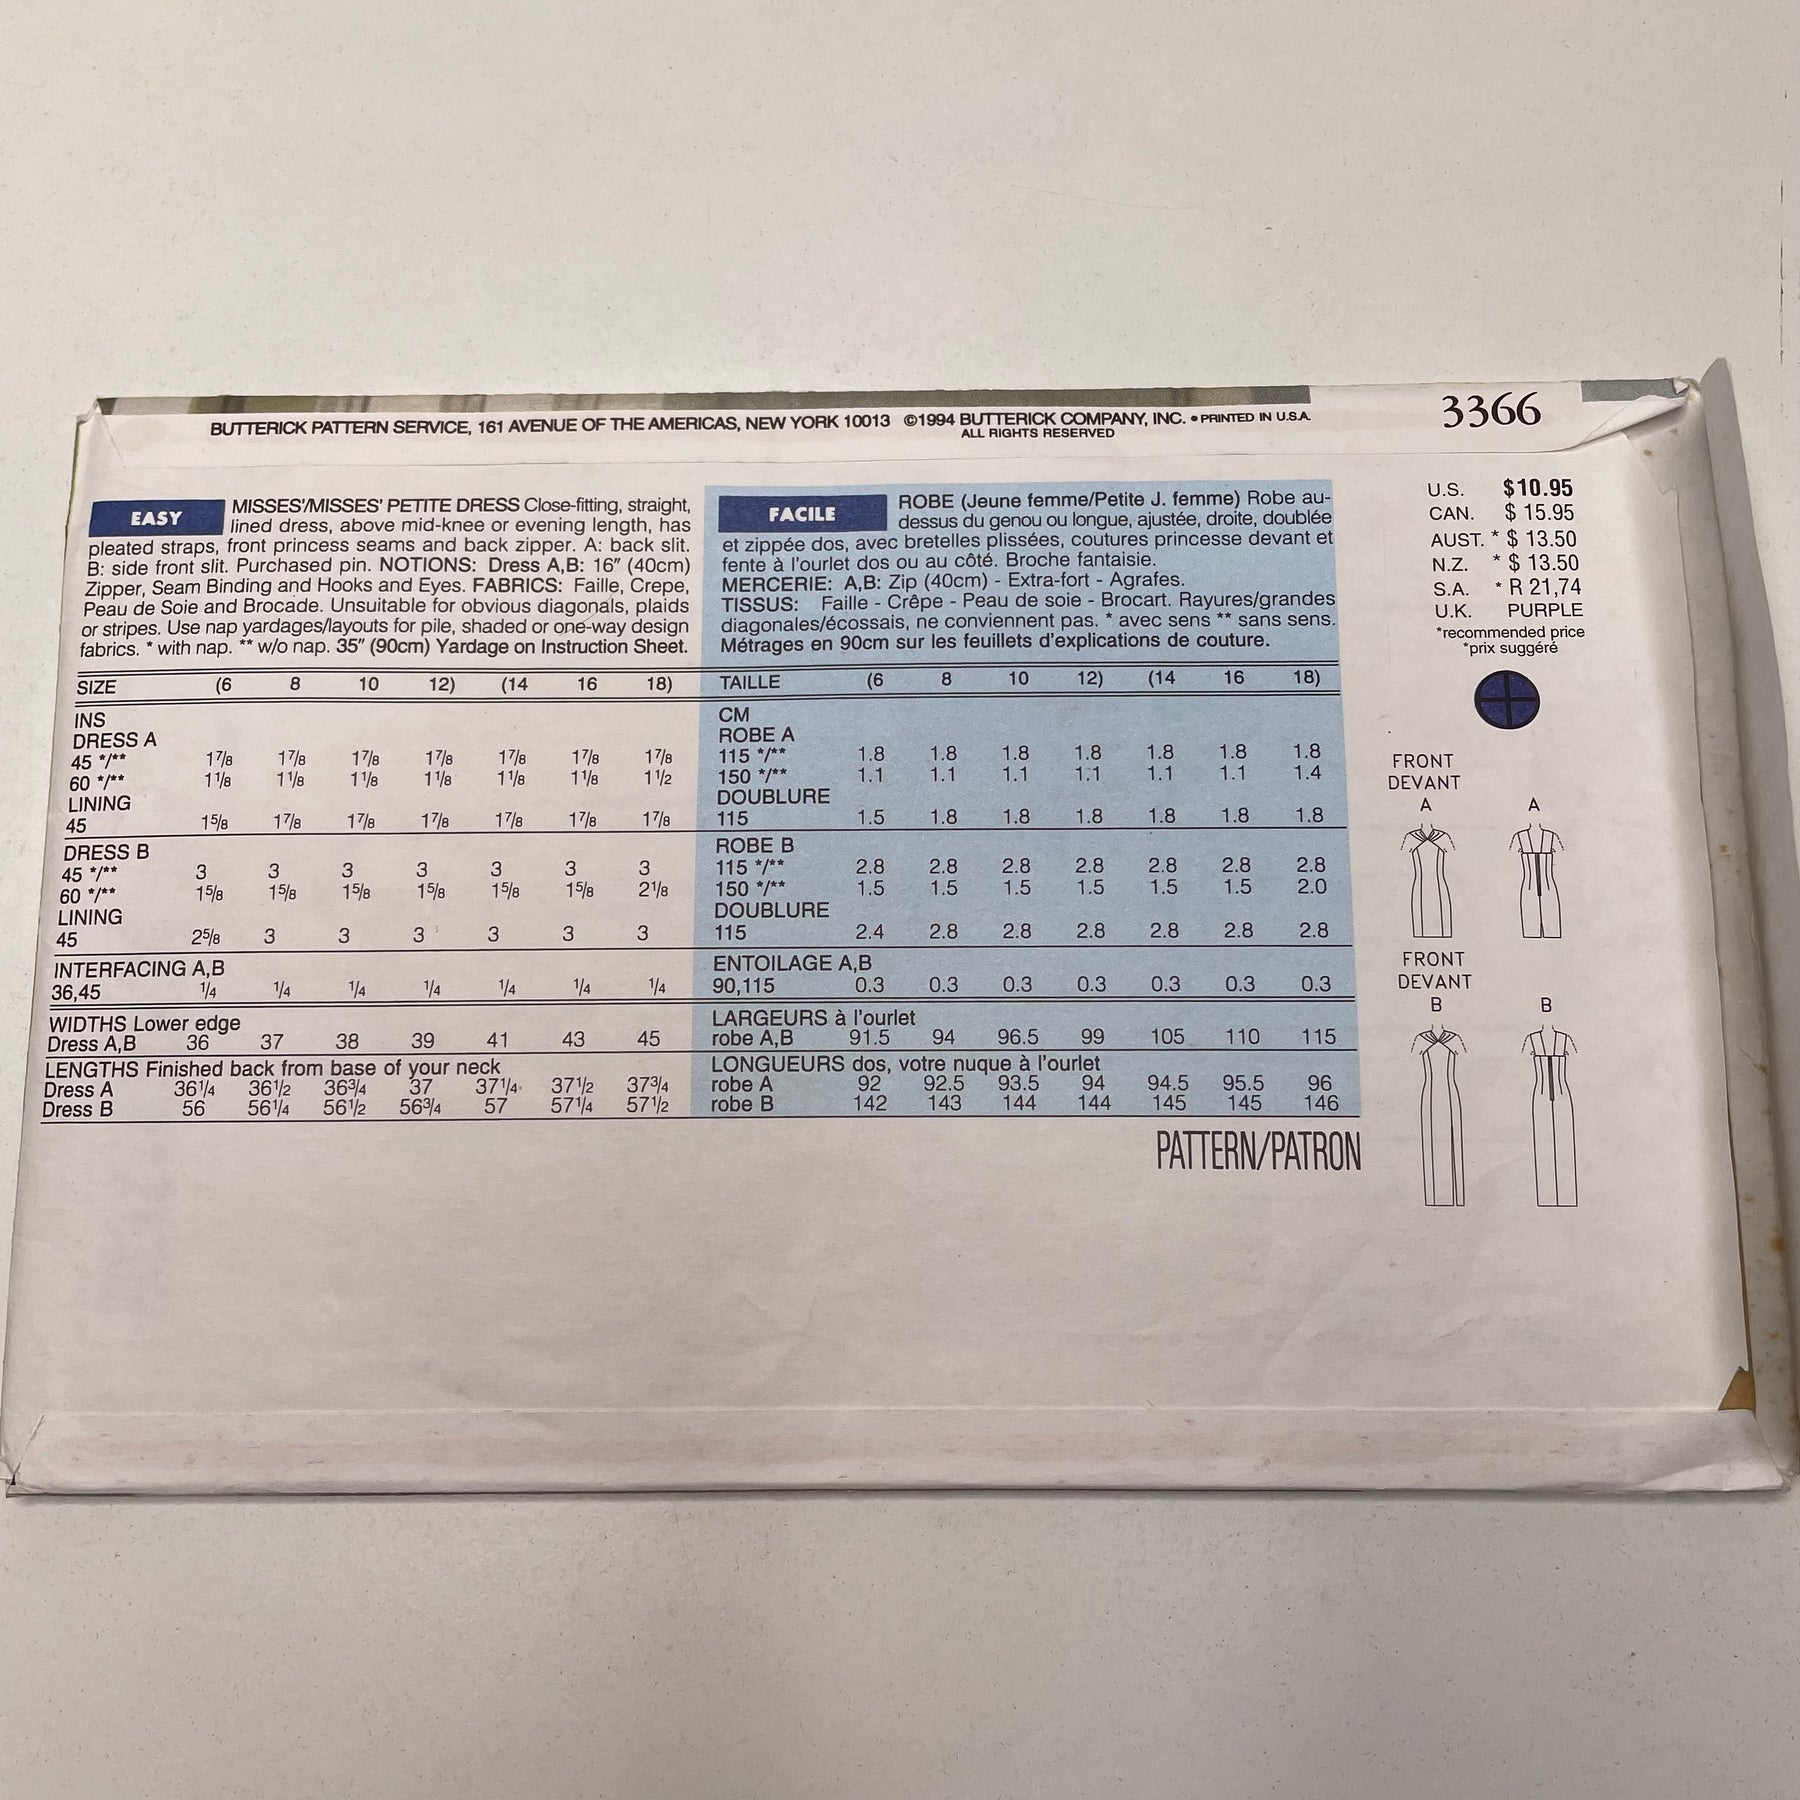 BUTTERICK PATTERN SERVICE, 161 AVENUE OF THE AMERICAS, NEW YORK 10013 ©1994 BUTTERICK COMPANY, INC. • PRINTED IN U.S.A.
ALL RIGHTS RESERVED
3366
EASY
MISSES'/MISSES' PETITE DRESS Close-fitting, straight,
lined dress, above mid-knee or evening length, has
pleated straps, front princess seams and back zipper. A: back slit.
B: side front slit. Purchased pin. NOTIONS: Dress A,B: 16" (40cm)
Zipper, Seam Binding and Hooks and Eyes. FABRICS: Faille, Crepe,
Peau de Soie and Brocade. Unsuitable for obvious diagonals, plaids
or stripes. Use nap yardages/layouts for pile, shaded or one-way design
fabrics. * with nap. ** w/o nap. 35" (90cm) Yardage on Instruction Sheet.
SIZE (6 8 10 12) (14 16 18)
INS
DRESS A
45 */** 1⅞ 1⅞ 1⅞ 1⅞ 1⅞ 1⅞ 1⅞
60 */** 1⅛ 1⅛ 1⅛ 1⅛ 1⅛ 1⅛ 1½
LINING
45 1⅝ 1⅞ 1⅞ 1⅞ 1⅞ 1⅞ 1⅞
DRESS B
45 */** 3 3 3 3 3 3 3
60 */** 1⅝ 1⅝ 1⅝ 1⅝ 1⅝ 1⅝ 2⅛
LINING
45 2⅝ 3 3 3 3 3 3
INTERFACING A,B
36,45 ¼ ¼ ¼ ¼ ¼ ¼ ¼
WIDTHS Lower edge
Dress A,B 36 37 38 39 41 43 45
LENGTHS Finished back from base of your neck
Dress A 36¼ 36½ 36¾ 37 37¼ 37½ 37¾
Dress B 56 56¼ 56½ 56¾ 57 57¼ 57½
FACILE
ROBE (Jeune femme/Petite J. femme) Robe au-
dessus du genou ou longue, ajustée, droite, doublée
et zippée dos, avec bretelles plissées, coutures princesse devant et
fente à l'ourlet dos ou au côté. Broche fantaisie.
MERCERIE: A,B: Zip (40cm) - Extra-fort - Agrafes.
TISSUS: Faille - Crêpe - Peau de soie - Brocart. Rayures/grandes
diagonales/écossais, ne conviennent pas. * avec sens ** sans sens.
Métrages en 90cm sur les feuillets d'explications de couture.
TAILLE (6 8 10 12) (14 16 18)
CM
ROBE A
115 */** 1.8 1.8 1.8 1.8 1.8 1.8 1.8
150 */** 1.1 1.1 1.1 1.1 1.1 1.1 1.4
DOUBLURE
115 1.5 1.8 1.8 1.8 1.8 1.8 1.8
ROBE B
115 */** 2.8 2.8 2.8 2.8 2.8 2.8 2.8
150 */** 1.5 1.5 1.5 1.5 1.5 1.5 2.0
DOUBLURE
115 2.4 2.8 2.8 2.8 2.8 2.8 2.8
ENTOILAGE A,B
90,115 0.3 0.3 0.3 0.3 0.3 0.3 0.3
LARGEURS à l'ourlet
robe A,B 91.5 94 96.5 99 105 110 115
LONGUEURS dos, votre nuque à l'ourlet
robe A 92 92.5 93.5 94 94.5 95.5 96
robe B 142 143 144 144 145 145 146
PATTERN/PATRON
U.S. $10.95
CAN. $ 15.95
AUST. * $ 13.50
N.Z. * $ 13.50
S.A. * R 21,74
U.K. PURPLE
*recommended price
*prix suggéré
FRONT
DEVANT
A A
FRONT
DEVANT
B B